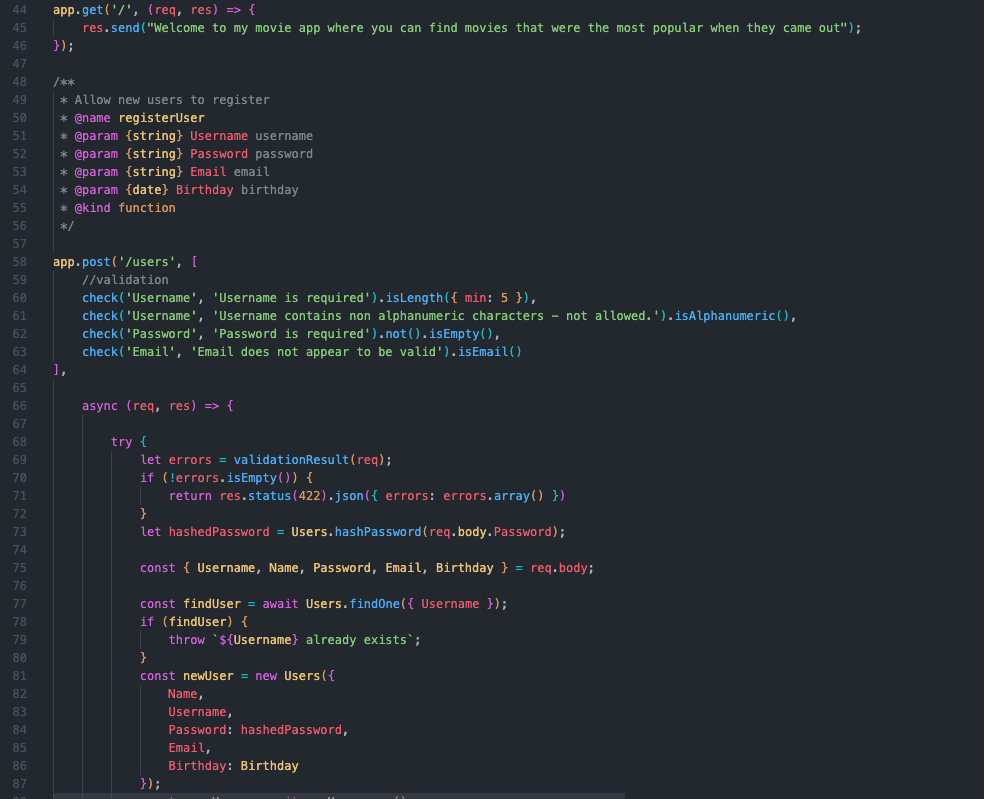 44 app.get('/', (req, res) => {
45     res.send("Welcome to my movie app where you can find movies that were the most popular when they came out");
46 });
47
48 /**
49  * Allow new users to register
50  * @name registerUser
51  * @param {string} Username username
52  * @param {string} Password password
53  * @param {string} Email email
54  * @param {date} Birthday birthday
55  * @kind function
56  */
57
58 app.post('/users', [
59     //validation
60     check('Username', 'Username is required').isLength({ min: 5 }),
61     check('Username', 'Username contains non alphanumeric characters - not allowed.').isAlphanumeric(),
62     check('Password', 'Password is required').not().isEmpty(),
63     check('Email', 'Email does not appear to be valid').isEmail()
64 ],
65
66     async (req, res) => {
67
68         try {
69             let errors = validationResult(req);
70             if (!errors.isEmpty()) {
71                 return res.status(422).json({ errors: errors.array() })
72             }
73             let hashedPassword = Users.hashPassword(req.body.Password);
74
75             const { Username, Name, Password, Email, Birthday } = req.body;
76
77             const findUser = await Users.findOne({ Username });
78             if (findUser) {
79                 throw `${Username} already exists`;
80             }
81             const newUser = new Users({
82                 Name,
83                 Username,
84                 Password: hashedPassword,
85                 Email,
86                 Birthday: Birthday
87             });